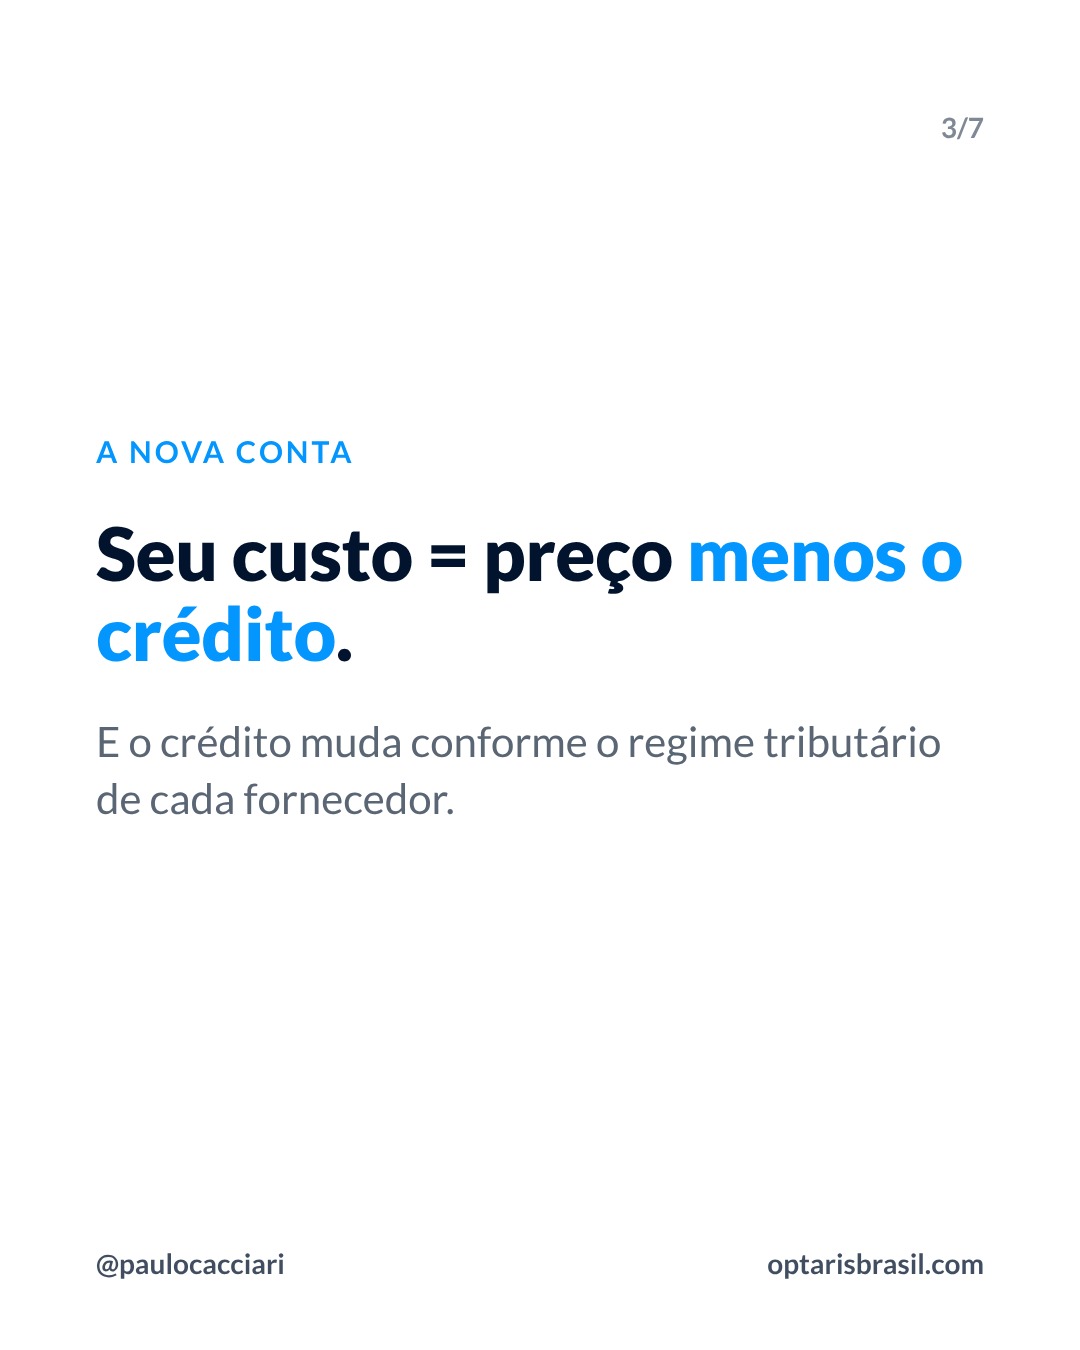 3/7
A NOVA CONTA
Seu custo = preço menos o
crédito.
E o crédito muda conforme o regime tributário
de cada fornecedor.
@paulocacciari
optarisbrasil.com